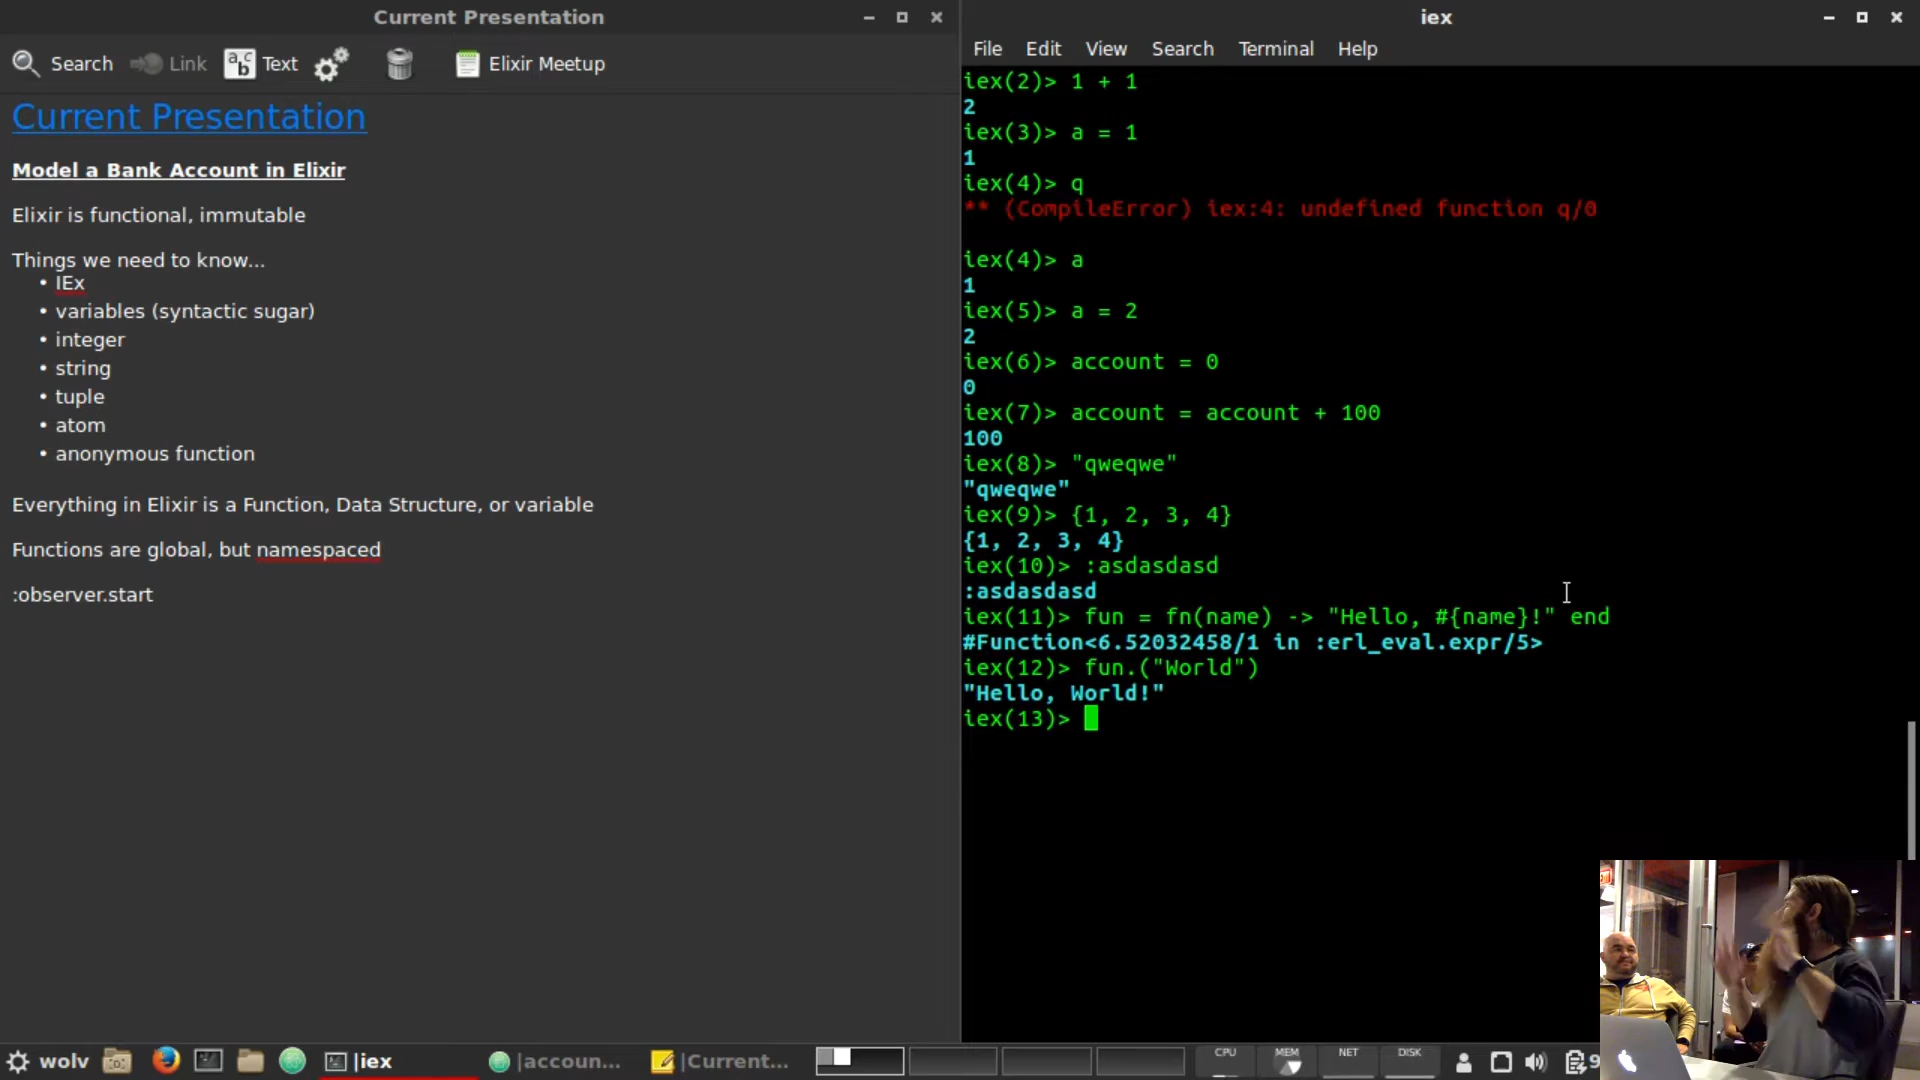 Current Presentation
Search Link abc Text Elixir Meetup
Current Presentation
Model a Bank Account in Elixir
Elixir is functional, immutable
Things we need to know...
• IEx
• variables (syntactic sugar)
• integer
• string
• tuple
• atom
• anonymous function
Everything in Elixir is a Function, Data Structure, or variable
Functions are global, but namespaced
:observer.start
iex
File Edit View Search Terminal Help
iex(2)> 1 + 1
2
iex(3)> a = 1
1
iex(4)> q
** (CompileError) iex:4: undefined function q/0
iex(4)> a
1
iex(5)> a = 2
2
iex(6)> account = 0
0
iex(7)> account = account + 100
100
iex(8)> "qweqwe"
"qweqwe"
iex(9)> {1, 2, 3, 4}
{1, 2, 3, 4}
iex(10)> :asdasdasd
:asdasdasd
iex(11)> fun = fn(name) -> "Hello, #{name}!" end
#Function<6.52032458/1 in :erl_eval.expr/5>
iex(12)> fun.("World")
"Hello, World!"
iex(13)>
wolv |iex |accoun... |Current... CPU MEM NET DISK 9